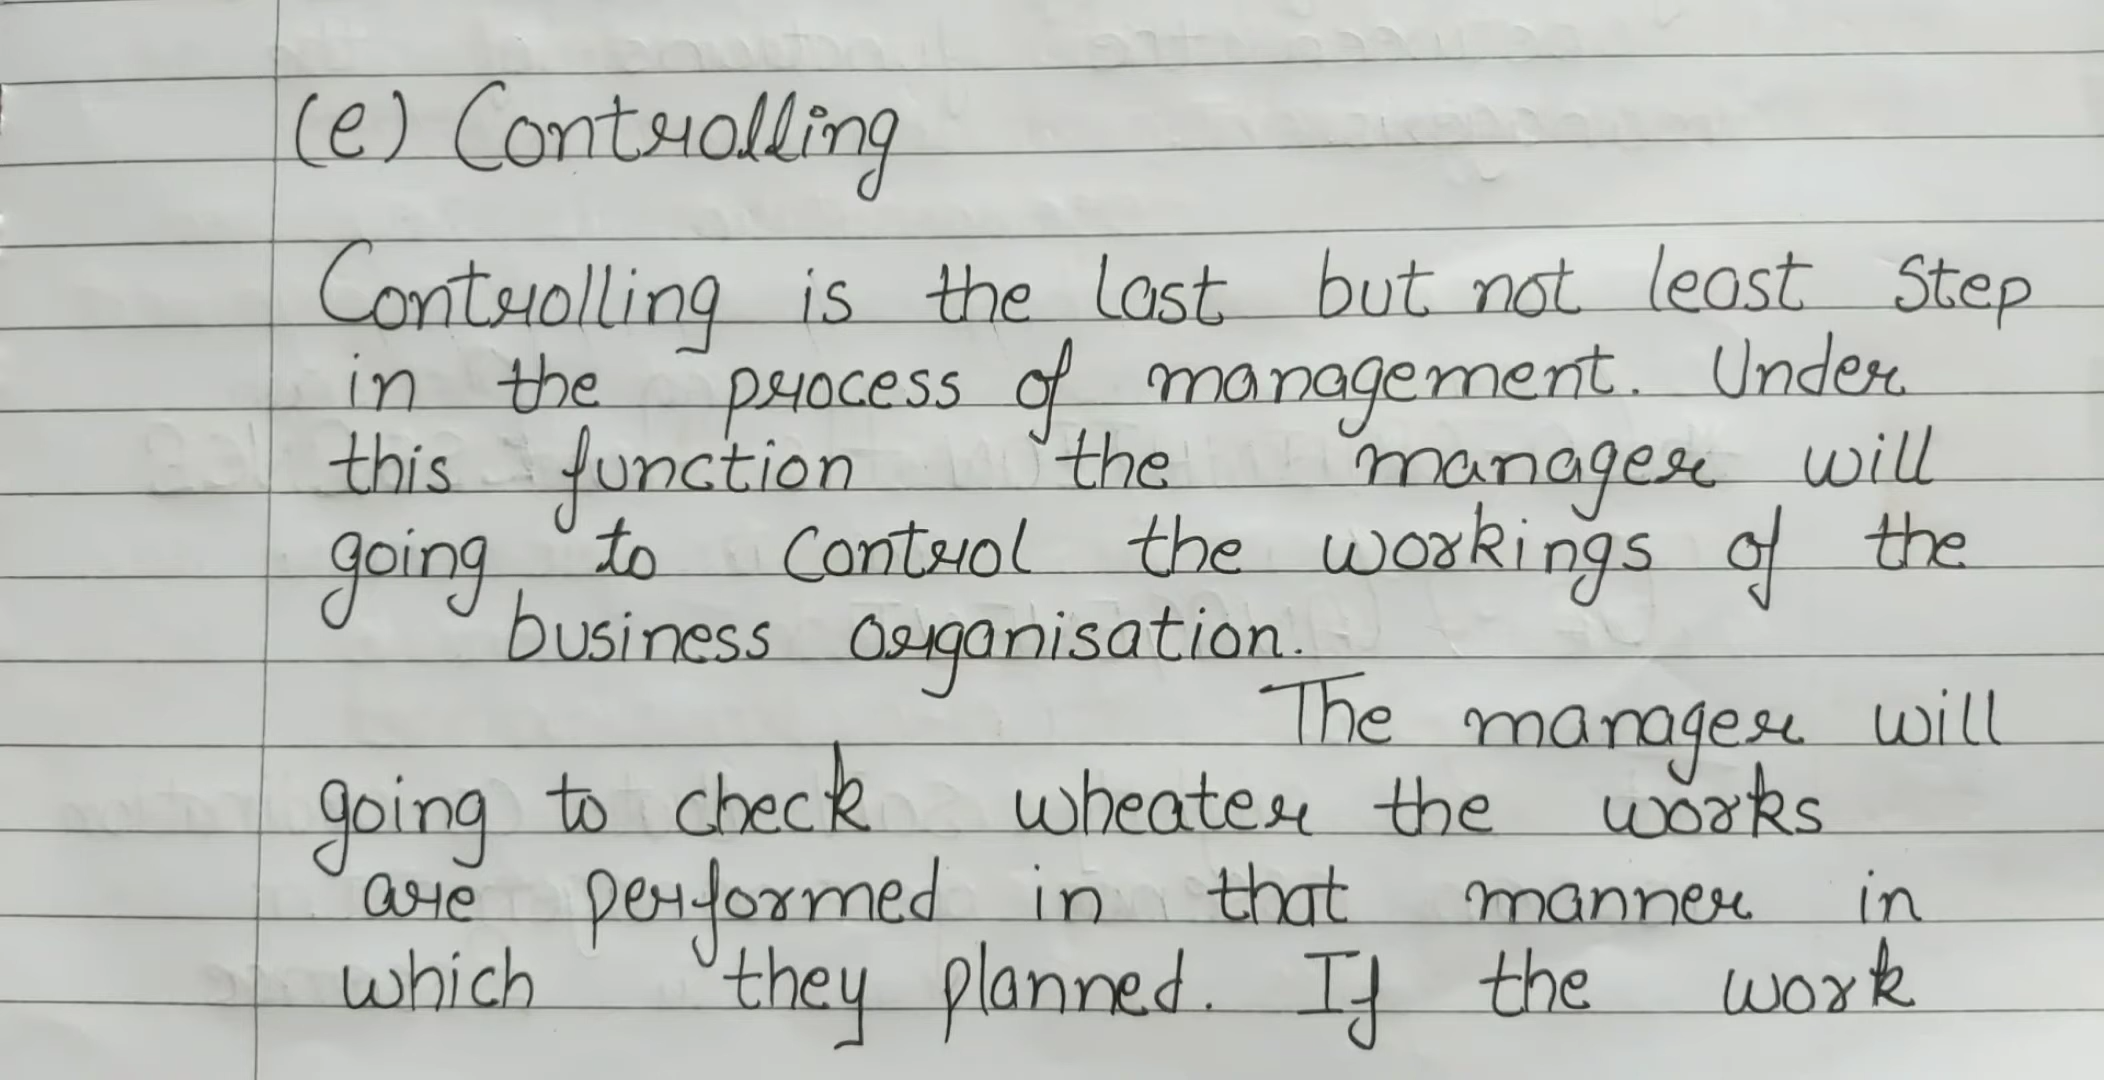 (e) Controlling
Controlling is the last but not least Step
in the process of management. Under
this function the manager will
going to control the workings of the
business organisation.
The manager will
going to check wheater the works
are performed in that manner in
which they planned. If the work